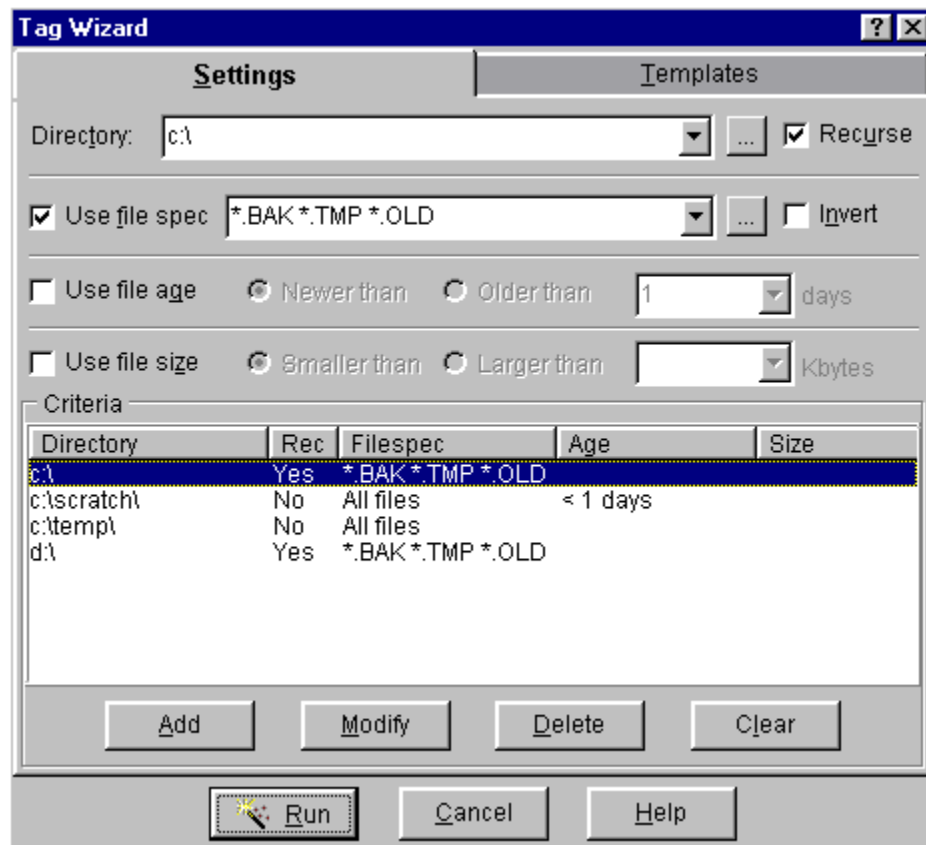 Tag Wizard ? X
Settings Templates
Directory: c:\ ... Recurse
Use file spec *.BAK *.TMP *.OLD ... Invert
Use file age Newer than Older than 1 days
Use file size Smaller than Larger than Kbytes
Criteria
Directory Rec Filespec Age Size
c:\ Yes *.BAK *.TMP *.OLD
c:\scratch\ No All files < 1 days
c:\temp\ No All files
d:\ Yes *.BAK *.TMP *.OLD
Add Modify Delete Clear
Run Cancel Help